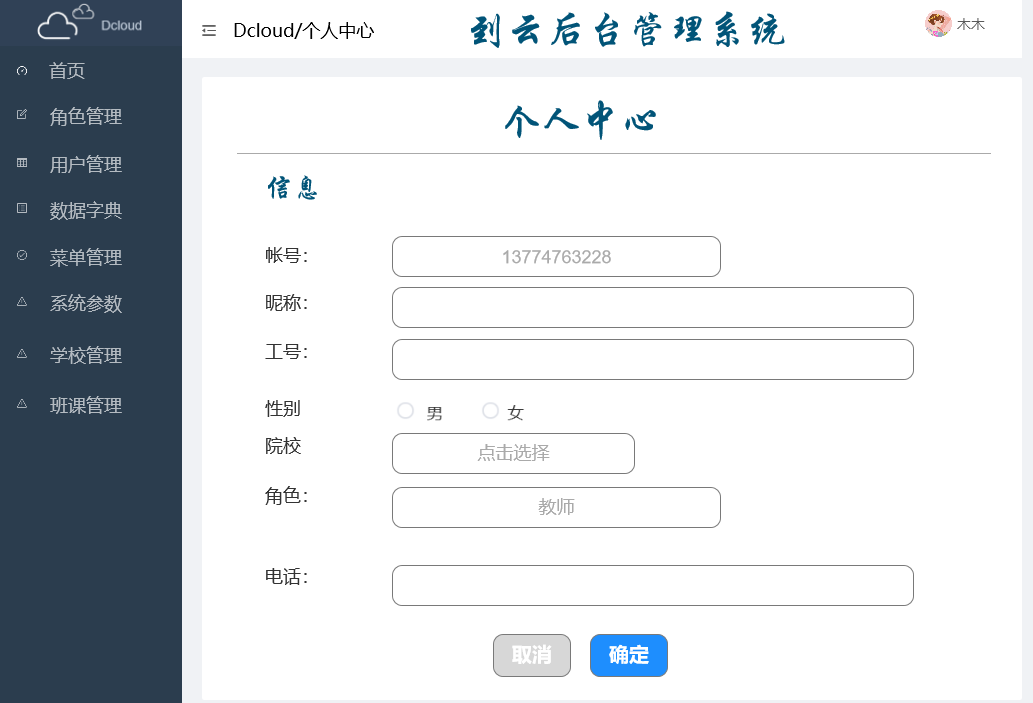 Dcloud
首页
角色管理
用户管理
数据字典
菜单管理
系统参数
学校管理
班课管理
Dcloud/个人中心
到云后台管理系统
木木
个人中心
信息
帐号： 13774763228
昵称：
工号：
性别 男 女
院校 点击选择
角色： 教师
电话：
取消 确定